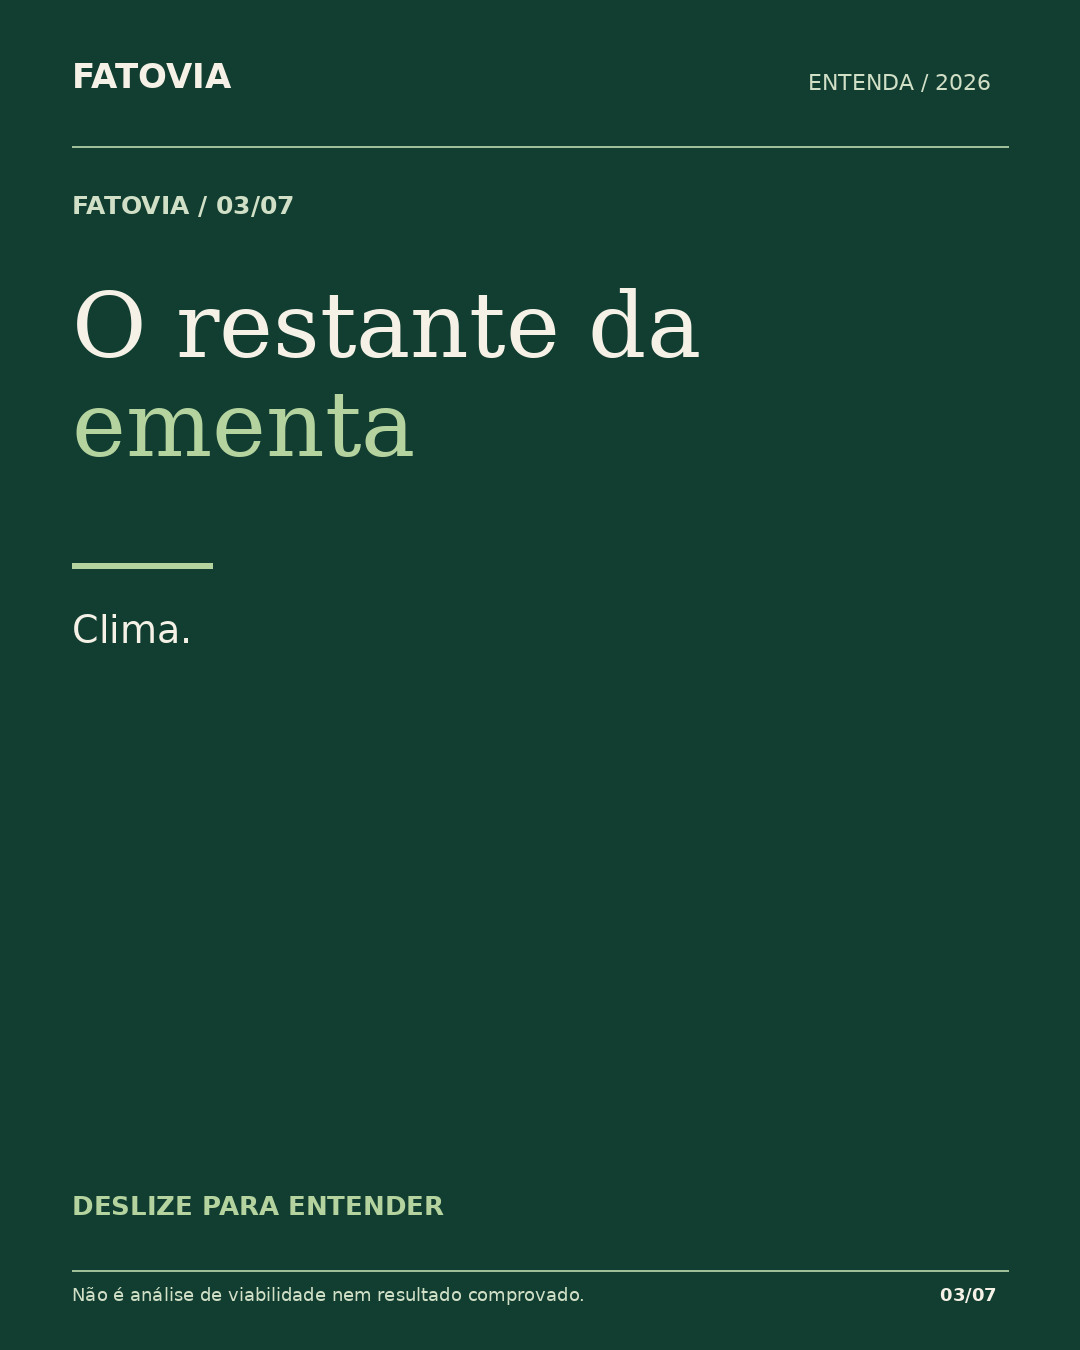 FATOVIA
ENTENDA / 2026
FATOVIA / 03/07
O restante da
ementa
Clima.
DESLIZE PARA ENTENDER
Não é análise de viabilidade nem resultado comprovado.
03/07